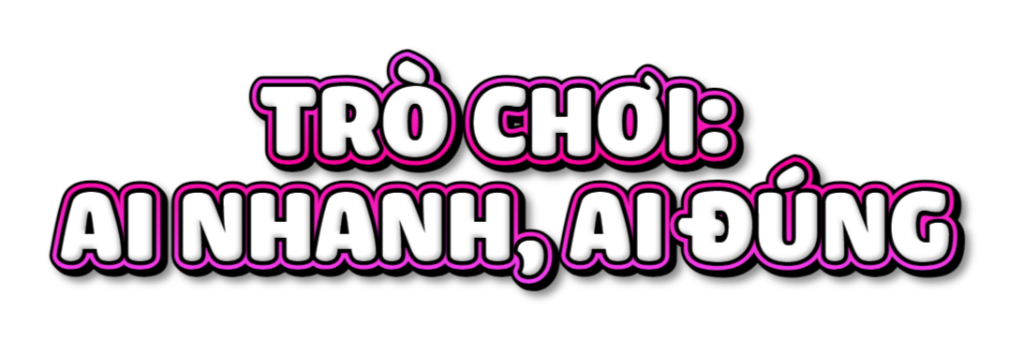 TRÒ CHƠI:
AI NHANH, AI ĐÚNG